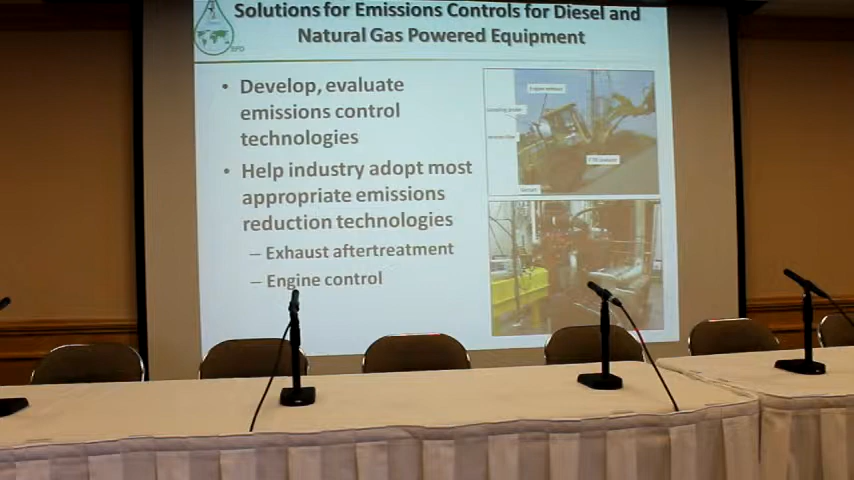 Solutions for Emissions Controls for Diesel and
Natural Gas Powered Equipment
EFD
• Develop, evaluate
emissions control
technologies
• Help industry adopt most
appropriate emissions
reduction technologies
– Exhaust aftertreatment
– Engine control